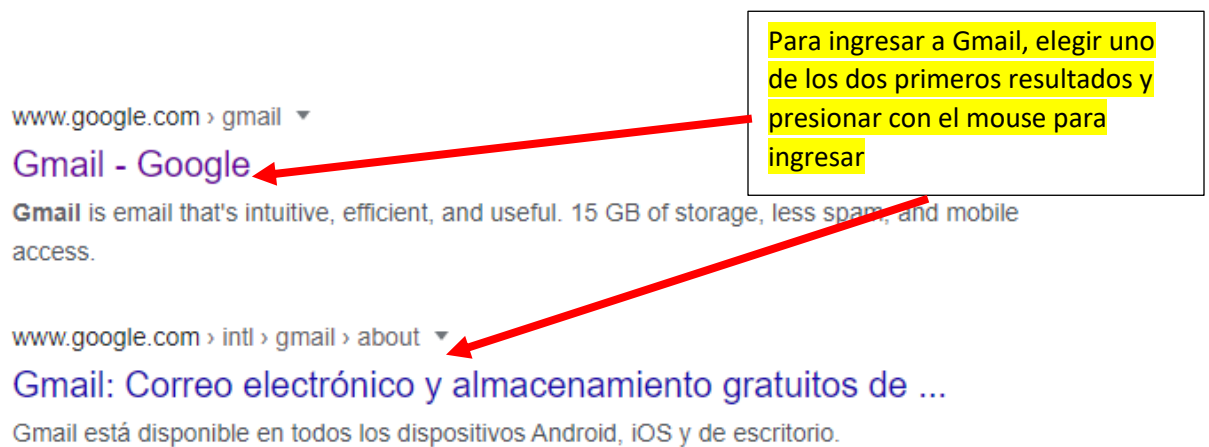 Para ingresar a Gmail, elegir uno
de los dos primeros resultados y
presionar con el mouse para
ingresar
www.google.com › gmail
Gmail - Google
Gmail is email that's intuitive, efficient, and useful. 15 GB of storage, less spam, and mobile
access.
www.google.com › intl › gmail › about
Gmail: Correo electrónico y almacenamiento gratuitos de ...
Gmail está disponible en todos los dispositivos Android, iOS y de escritorio.